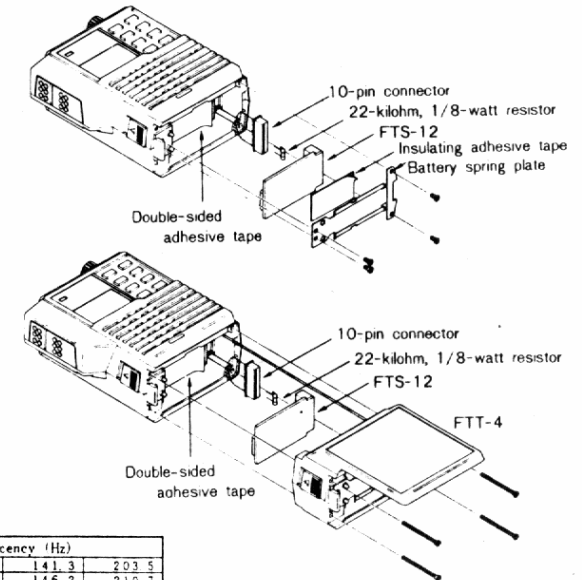 10-pin connector
22-kilohm, 1/8-watt resistor
FTS-12
Insulating adhesive tape
Battery spring plate
Double-sided
adhesive tape
10-pin connector
22-kilohm, 1/8-watt resistor
FTS-12
FTT-4
Double-sided
aohesive tape
cency (Hz)
141.3 203 5